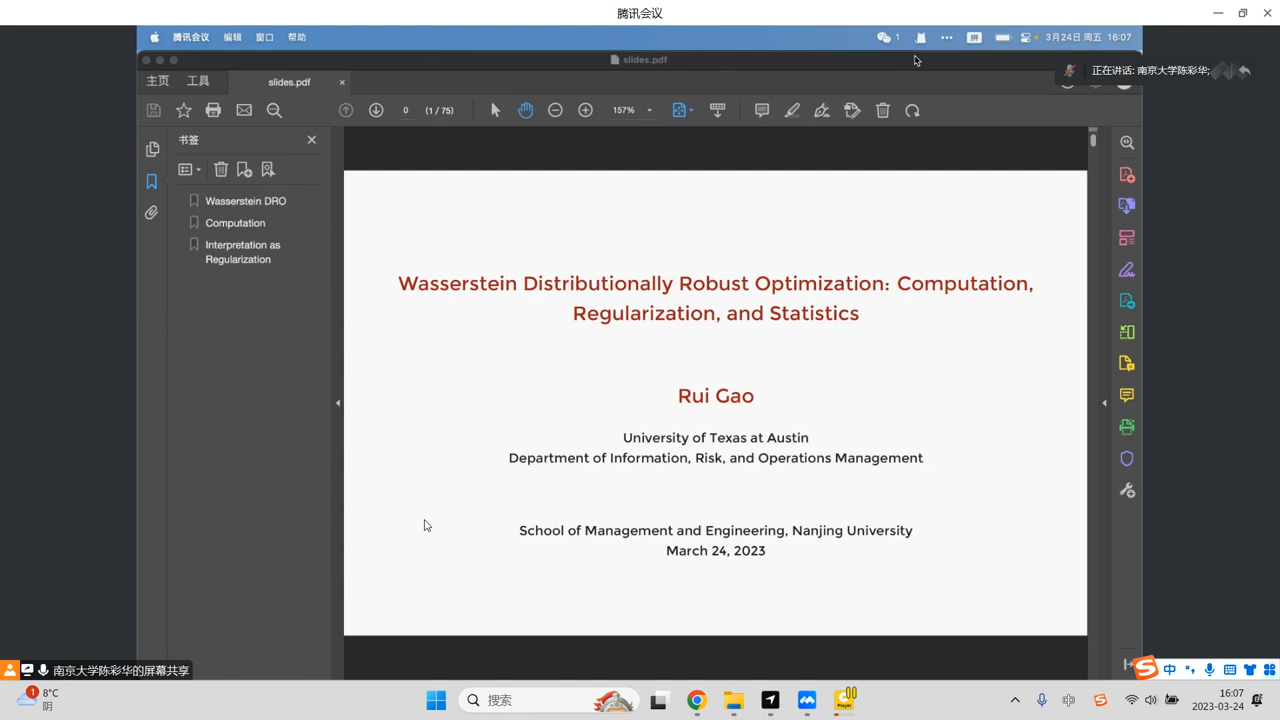 腾讯会议
腾讯会议 编辑 窗口 帮助
1 拼 3月24日 周五 16:07
slides.pdf
正在讲话: 南京大学陈彩华;
主页 工具 slides.pdf
0 (1 / 75) 157%
书签
Wasserstein DRO
Computation
Interpretation as
Regularization
Wasserstein Distributionally Robust Optimization: Computation,
Regularization, and Statistics
Rui Gao
University of Texas at Austin
Department of Information, Risk, and Operations Management
School of Management and Engineering, Nanjing University
March 24, 2023
南京大学陈彩华的屏幕共享
中
1 8°C
阴
搜索
Player
16:07
2023-03-24